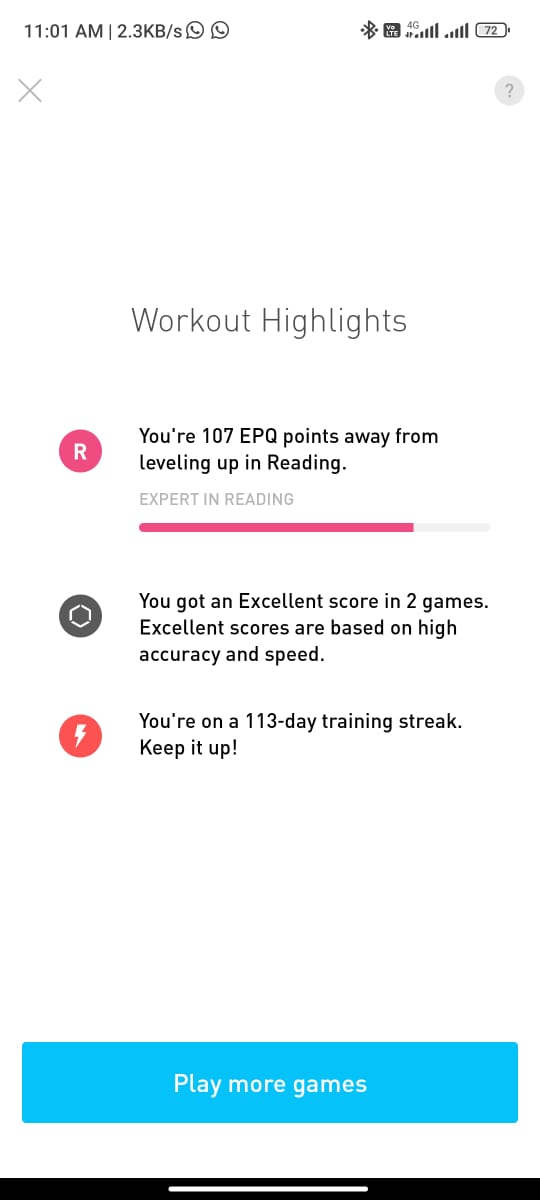 11:01 AM | 2.3KB/s
Vo LTE 4G 72
?
Workout Highlights
R
You're 107 EPQ points away from
leveling up in Reading.
EXPERT IN READING
You got an Excellent score in 2 games.
Excellent scores are based on high
accuracy and speed.
You're on a 113-day training streak.
Keep it up!
Play more games